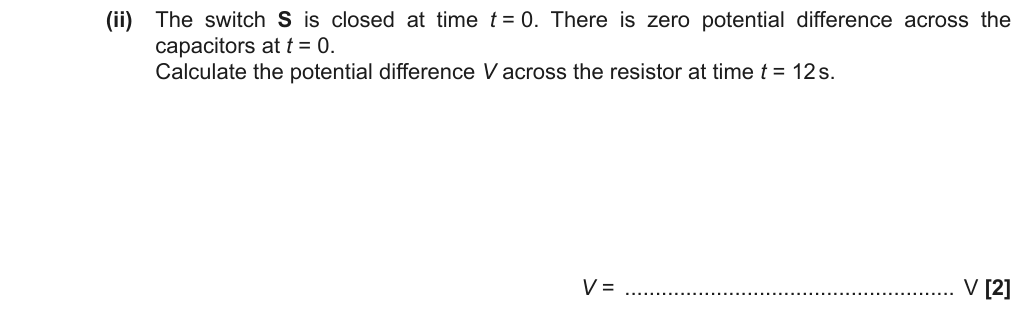 (ii) The switch S is closed at time t = 0. There is zero potential difference across the
capacitors at t = 0.
Calculate the potential difference V across the resistor at time t = 12 s.
V = ...................................................... V [2]